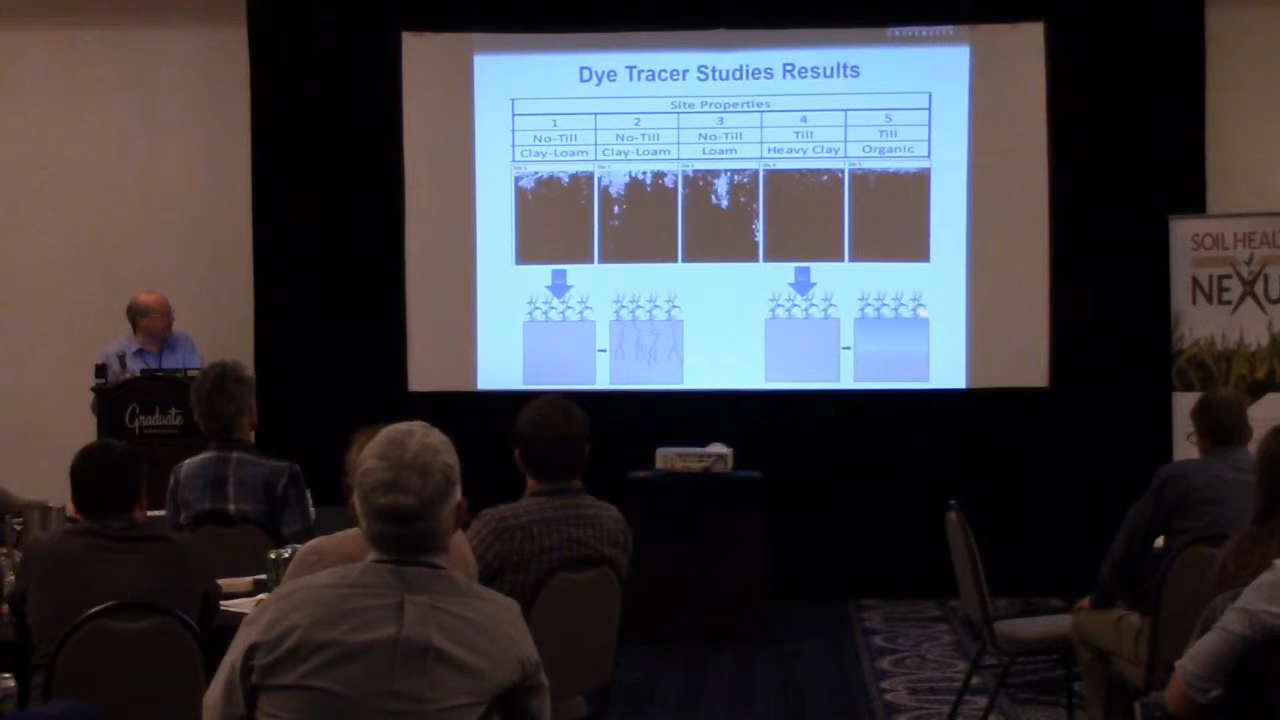 UNIVERSITY
Dye Tracer Studies Results
Site Properties
1 2 3 4 5
No-Till No-Till No-Till Till Till
Clay-Loam Clay-Loam Loam Heavy Clay Organic
SOIL HEAL
NEXU
Graduate